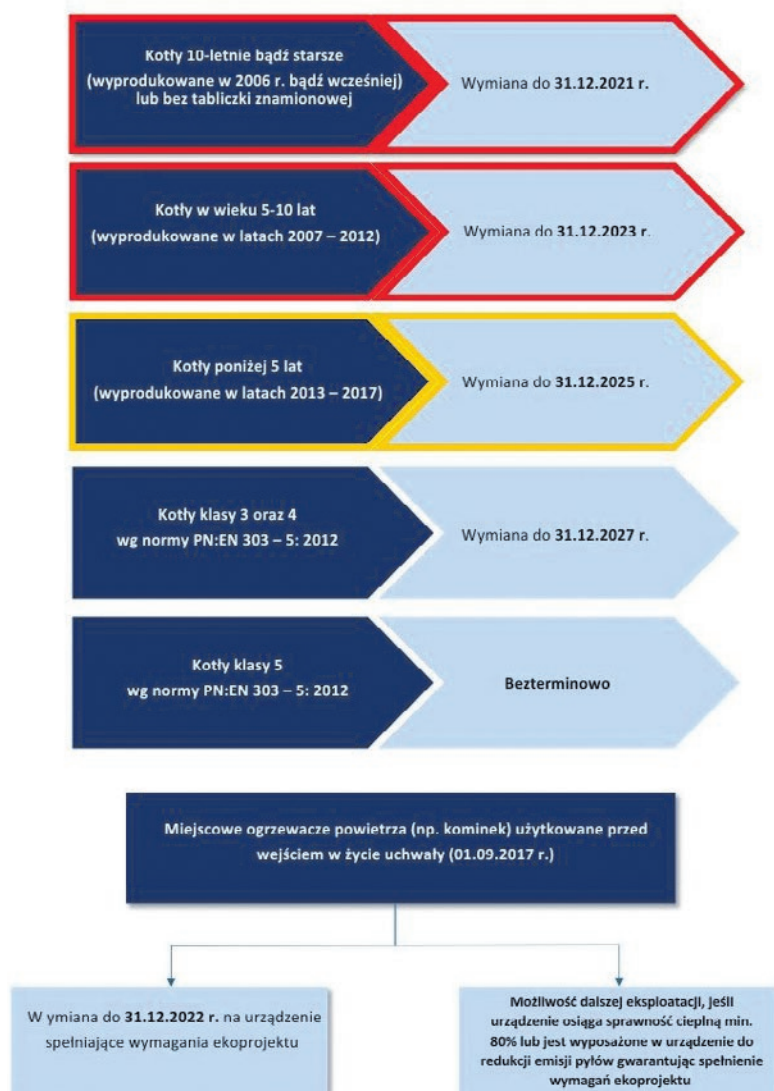 Kotły 10-letnie bądź starsze
(wyprodukowane w 2006 r. bądź wcześniej)
lub bez tabliczki znamionowej
Wymiana do 31.12.2021 r.
Kotły w wieku 5-10 lat
(wyprodukowane w latach 2007 – 2012)
Wymiana do 31.12.2023 r.
Kotły poniżej 5 lat
(wyprodukowane w latach 2013 – 2017)
Wymiana do 31.12.2025 r.
Kotły klasy 3 oraz 4
wg normy PN:EN 303 – 5: 2012
Wymiana do 31.12.2027 r.
Kotły klasy 5
wg normy PN:EN 303 – 5: 2012
Bezterminowo
Miejscowe ogrzewacze powietrza (np. kominek) użytkowane przed
wejściem w życie uchwały (01.09.2017 r.)
W ymiana do 31.12.2022 r. na urządzenie
spełniające wymagania ekoprojektu
Możliwość dalszej eksploatacji, jeśli
urządzenie osiąga sprawność cieplną min.
80% lub jest wyposażone w urządzenie do
redukcji emisji pyłów gwarantując spełnienie
wymagań ekoprojektu